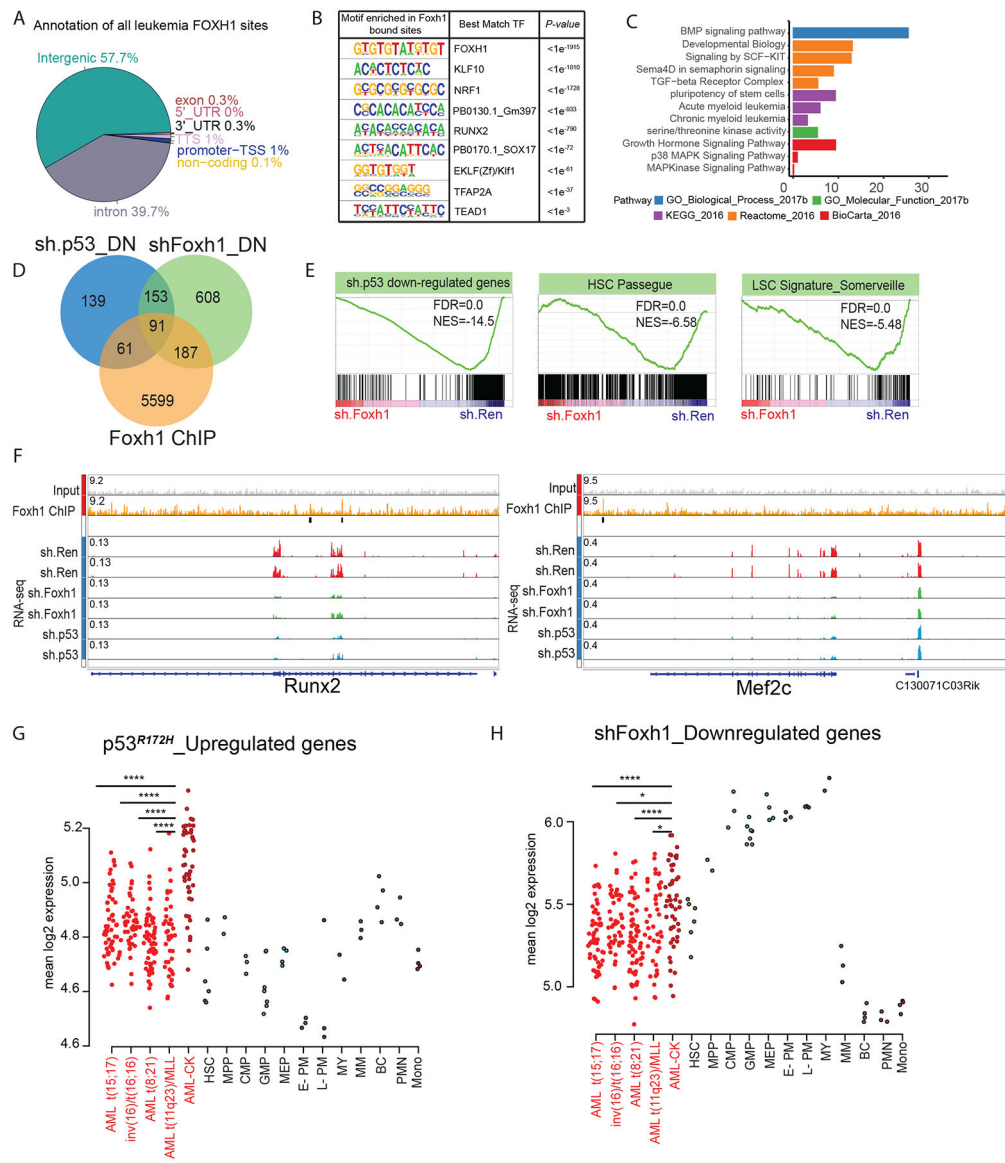 A
Annotation of all leukemia FOXH1 sites
Intergenic 57.7%
exon 0.3%
5'_UTR 0%
3'_UTR 0.3%
TTS 1%
promoter-TSS 1%
non-coding 0.1%
intron 39.7%
B
Motif enriched in Foxh1 bound sites
Best Match TF
P-value
FOXH1
<1e-1915
KLF10
<1e-1810
NRF1
<1e-1728
PB0130.1_Gm397
<1e-933
RUNX2
<1e-790
PB0170.1_SOX17
<1e-72
EKLF(Zf)/Klf1
<1e-61
TFAP2A
<1e-37
TEAD1
<1e-3
C
BMP signaling pathway
Developmental Biology
Signaling by SCF-KIT
Sema4D in semaphorin signaling
TGF-beta Receptor Complex
pluripotency of stem cells
Acute myeloid leukemia
Chronic myeloid leukemia
serine/threonine kinase activity
Growth Hormone Signaling Pathway
p38 MAPK Signaling Pathway
MAPKinase Signaling Pathway
0 10 20 30
Pathway GO_Biological_Process_2017b GO_Molecular_Function_2017b
KEGG_2016 Reactome_2016 BioCarta_2016
D
sh.p53_DN shFoxh1_DN
139 153 608
91
61 187
5599
Foxh1 ChIP
E
sh.p53 down-regulated genes
FDR=0.0
NES=-14.5
sh.Foxh1 sh.Ren
HSC Passegue
FDR=0.0
NES=-6.58
sh.Foxh1 sh.Ren
LSC Signature_Somerveille
FDR=0.0
NES=-5.48
sh.Foxh1 sh.Ren
F
Input 9.2
Foxh1 ChIP 9.2
RNA-seq
sh.Ren 0.13
sh.Ren 0.13
sh.Foxh1 0.13
sh.Foxh1 0.13
sh.p53 0.13
sh.p53 0.13
Runx2
Input 9.5
Foxh1 ChIP 9.5
RNA-seq
sh.Ren 0.4
sh.Ren 0.4
sh.Foxh1 0.4
sh.Foxh1 0.4
sh.p53 0.4
sh.p53 0.4
Mef2c
C130071C03Rik
G
p53R172H_Upregulated genes
****
****
****
****
mean log2 expression
5.2
5.0
4.8
4.6
4.6
AML t(15;17)
inv(16)/t(16;16)
AML t(8;21)
AML t(11q23)/MLL
AML-CK
HSC
MPP
CMP
GMP
MEP
E- PM
L- PM
MY
MM
BC
PMN
Mono
H
shFoxh1_Downregulated genes
****
*
****
*
mean log2 expression
6.0
5.5
5.0
AML t(15;17)
inv(16)/t(16;16)
AML t(8;21)
AML t(11q23)/MLL
AML-CK
HSC
MPP
CMP
GMP
MEP
E- PM
L- PM
MY
MM
BC
PMN
Mono